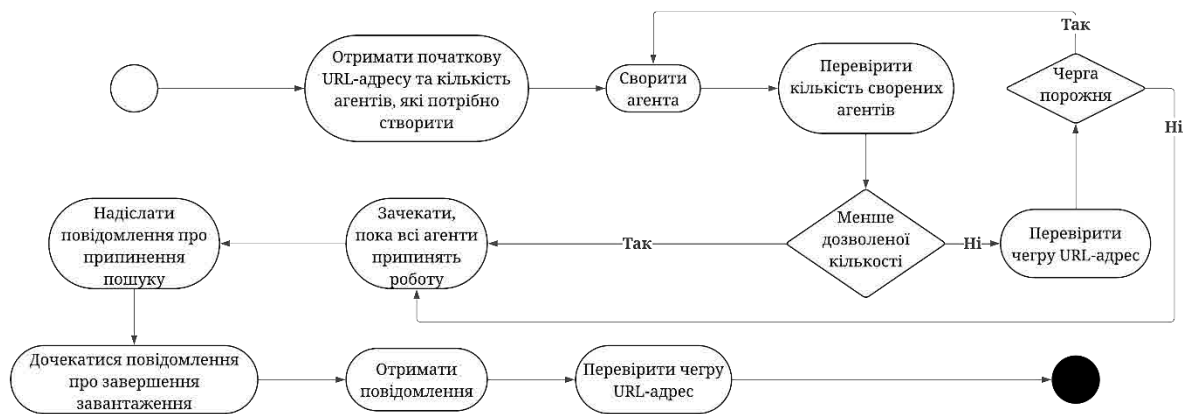 Так
Отримати початкову
URL-адресу та кількість
агентів, які потрібно
створити
Сворити
агента
Перевірити
кількість сворених
агентів
Черга
порожня
Ні
Надіслати
повідомлення про
припинення
пошуку
Зачекати,
пока всі агенти
припинять
роботу
Так
Менше
дозволеної
кількості
Ні
Перевірити
чегру URL-адрес
Дочекатися повідомлення
про завершення
завантаження
Отримати
повідомлення
Перевірити чегру
URL-адрес